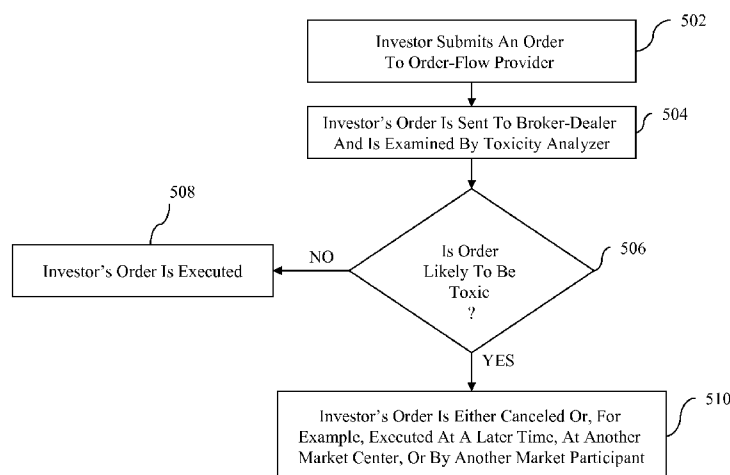 502
Investor Submits An Order
To Order-Flow Provider
504
Investor's Order Is Sent To Broker-Dealer
And Is Examined By Toxicity Analyzer
506
Is Order
Likely To Be
Toxic
?
NO
508
Investor's Order Is Executed
YES
510
Investor's Order Is Either Canceled Or, For
Example, Executed At A Later Time, At Another
Market Center, Or By Another Market Participant